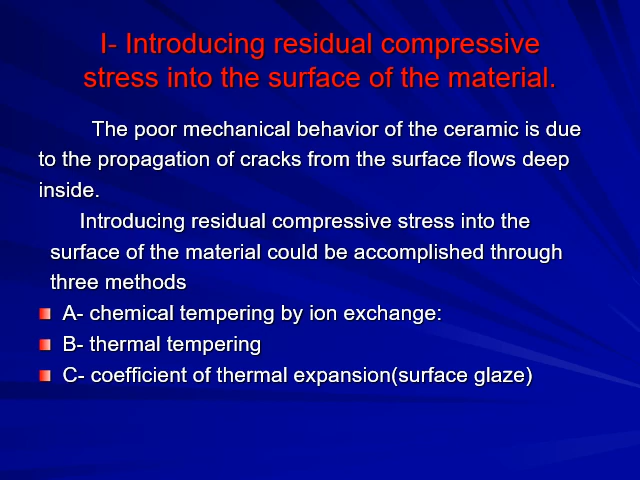 I- Introducing residual compressive
stress into the surface of the material.
The poor mechanical behavior of the ceramic is due
to the propagation of cracks from the surface flows deep
inside.
Introducing residual compressive stress into the
surface of the material could be accomplished through
three methods
A- chemical tempering by ion exchange:
B- thermal tempering
C- coefficient of thermal expansion(surface glaze)